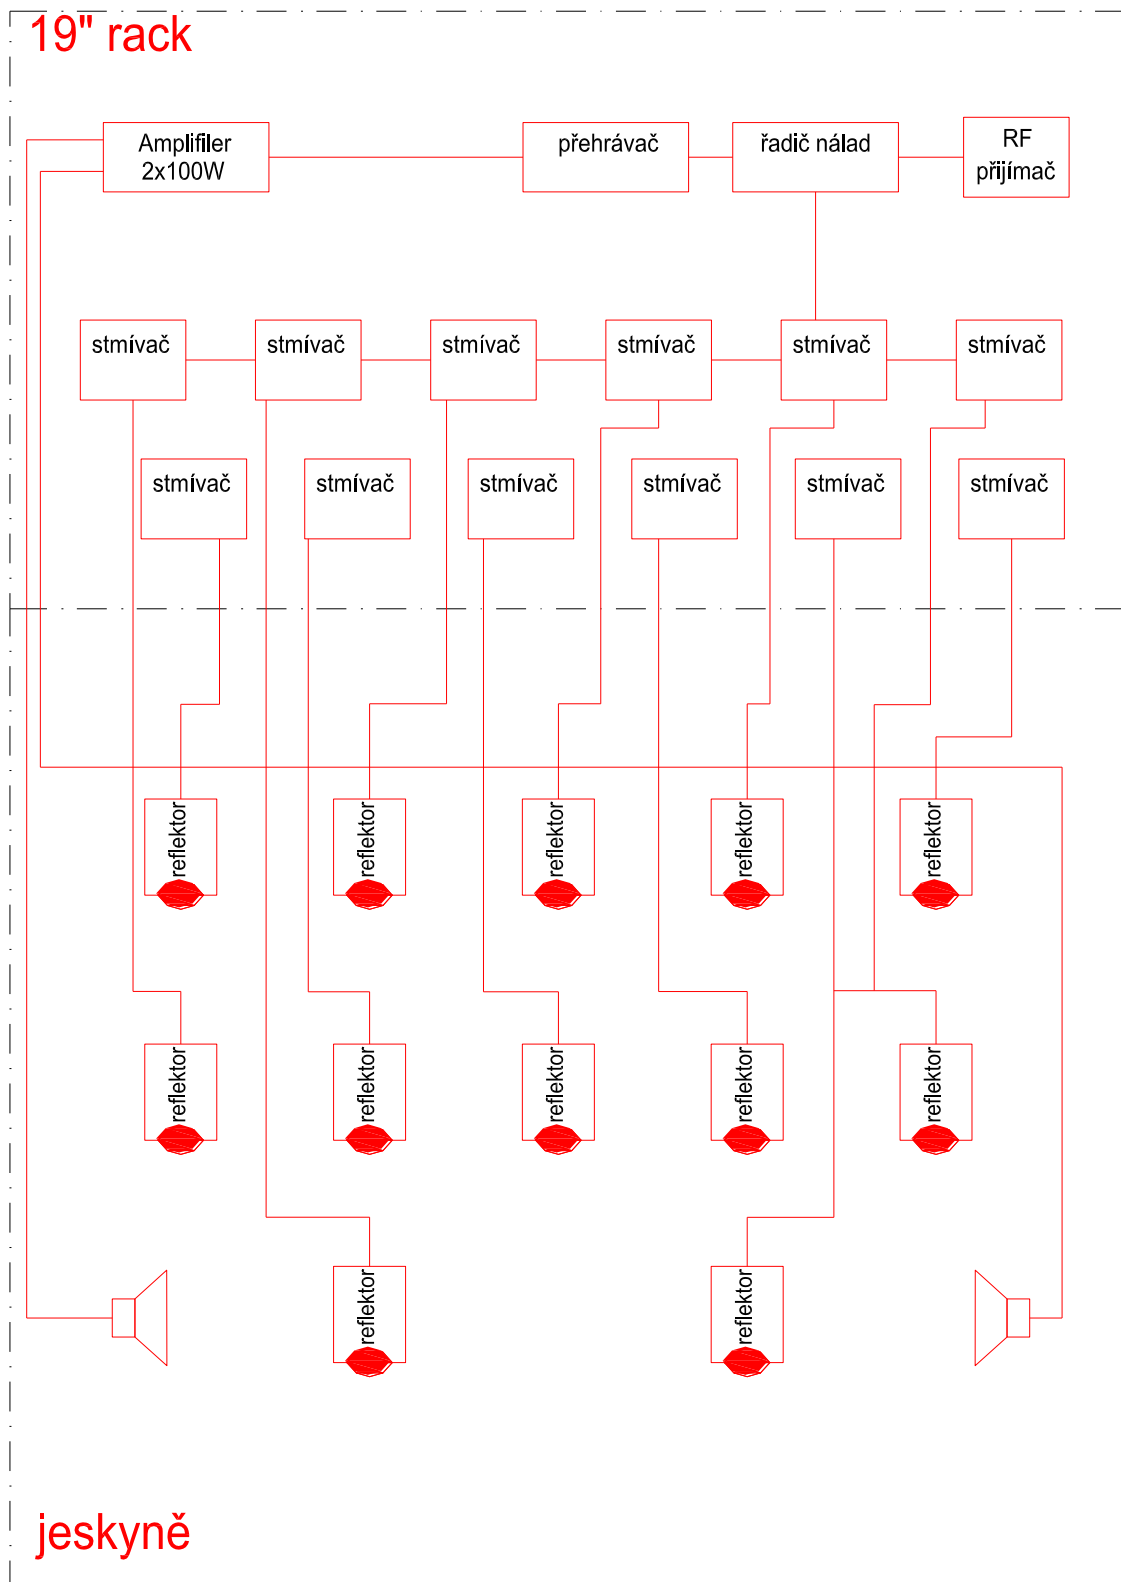 19" rack
Amplifiler
2x100W
přehrávač
řadič nálad
RF
přijímač
stmívač
stmívač
stmívač
stmívač
stmívač
stmívač
stmívač
stmívač
stmívač
stmívač
stmívač
stmívač
reflektor
reflektor
reflektor
reflektor
reflektor
reflektor
reflektor
reflektor
reflektor
reflektor
reflektor
reflektor
jeskyně